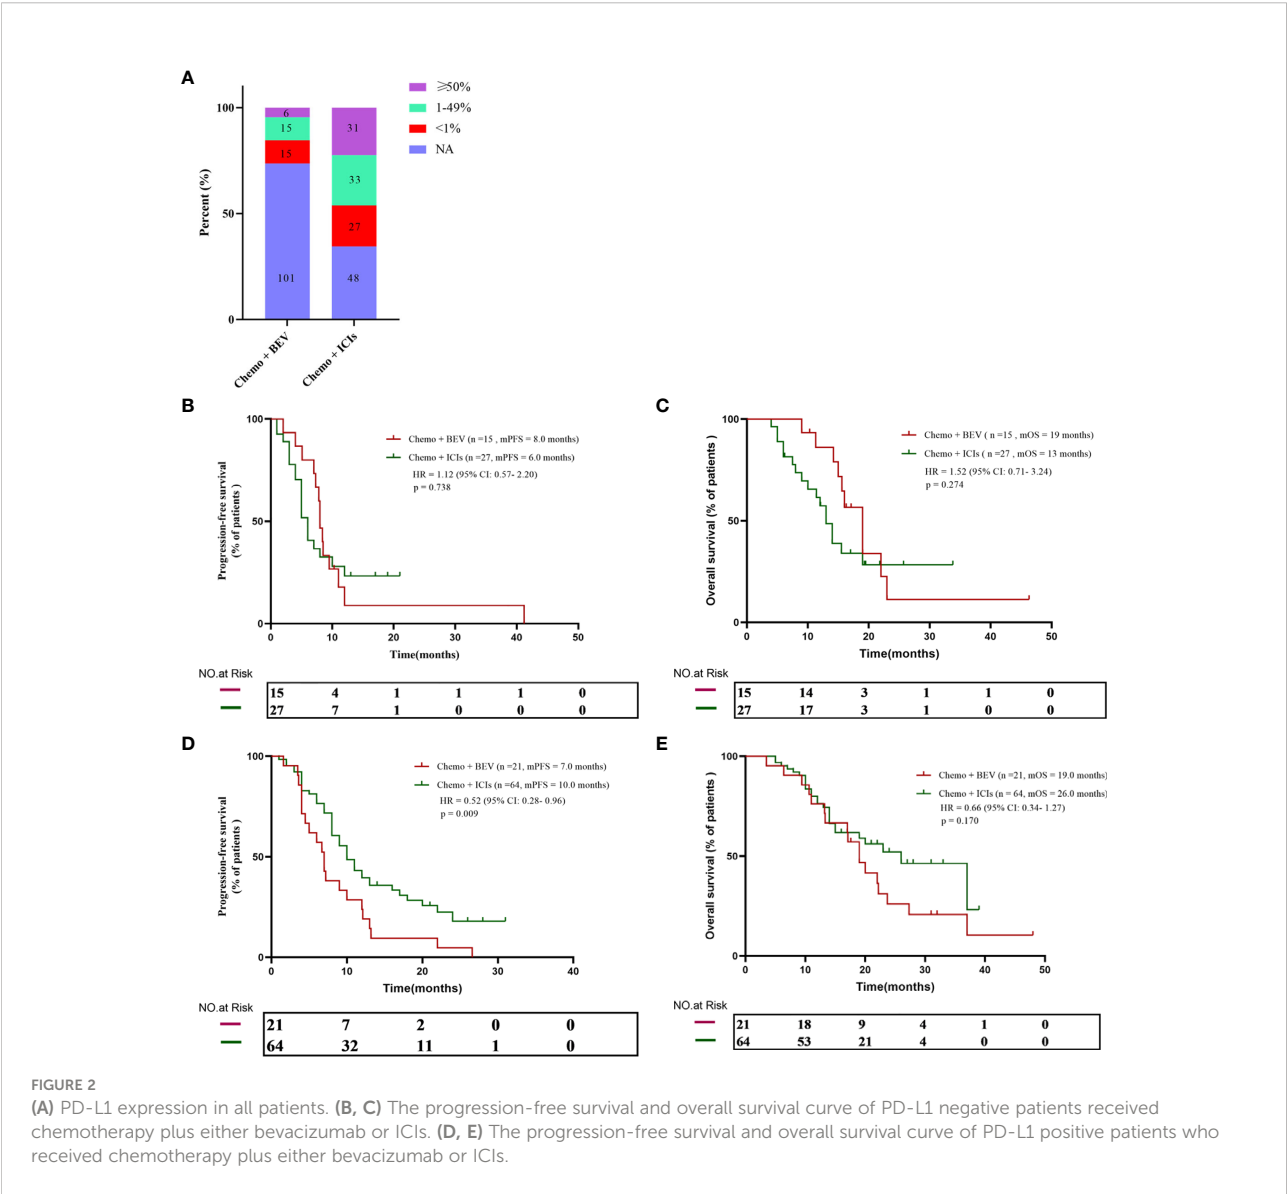 A
≥50%
1-49%
<1%
NA
100
50
0
Percent (%)
6
15
15
101
31
33
27
48
Chemo + BEV
Chemo + ICIs
B
Progression-free survival
(% of patients)
100
50
0
Chemo + BEV (n =15 , mPFS = 8.0 months)
Chemo + ICIs (n =27, mPFS = 6.0 months)
HR = 1.12 (95% CI: 0.57- 2.20)
p = 0.738
0 10 20 30 40 50
Time(months)
NO.at Risk
15 4 1 1 1 0
27 7 1 0 0 0
C
Overall survival (% of patients )
100
50
0
Chemo + BEV ( n =15 , mOS = 19 months)
Chemo + ICIs ( n =27 , mOS = 13 months)
HR = 1.52 (95% CI: 0.71- 3.24)
p = 0.274
0 10 20 30 40 50
Time(months)
NO.at Risk
15 14 3 1 1 0
27 17 3 1 0 0
D
Progression-free survival
(% of patients )
100
50
0
Chemo + BEV (n =21, mPFS = 7.0 months)
Chemo + ICIs (n =64, mPFS = 10.0 months)
HR = 0.52 (95% CI: 0.28- 0.96)
p = 0.009
0 10 20 30 40
Time(months)
NO.at Risk
21 7 2 0 0
64 32 11 1 0
E
Overall survival (% of patients )
100
50
0
Chemo + BEV (n =21, mOS = 19.0 months)
Chemo + ICIs (n = 64, mOS = 26.0 months)
HR = 0.66 (95% CI: 0.34- 1.27)
p = 0.170
0 10 20 30 40 50
Time(months)
NO.at Risk
21 18 9 4 1 0
64 53 21 4 0 0
FIGURE 2
(A) PD-L1 expression in all patients. (B, C) The progression-free survival and overall survival curve of PD-L1 negative patients received
chemotherapy plus either bevacizumab or ICIs. (D, E) The progression-free survival and overall survival curve of PD-L1 positive patients who
received chemotherapy plus either bevacizumab or ICIs.